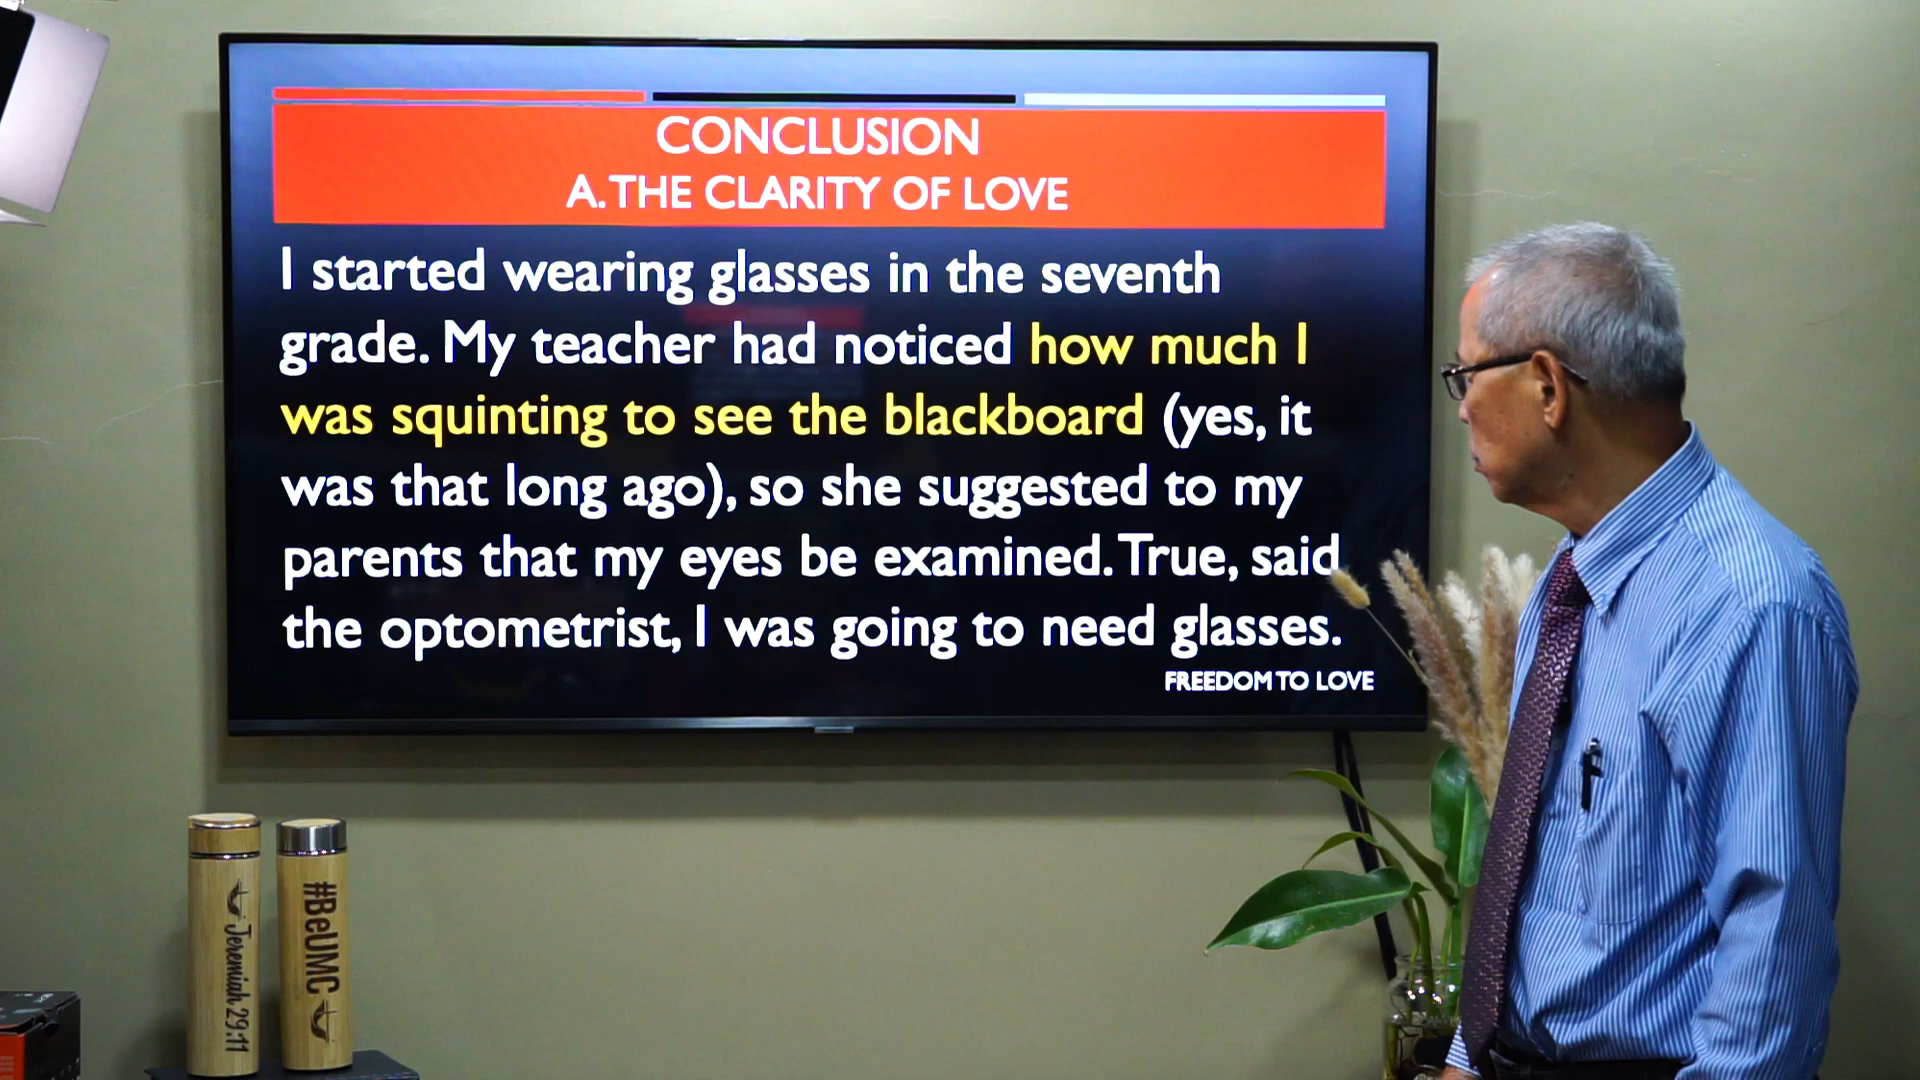 CONCLUSION
A. THE CLARITY OF LOVE
I started wearing glasses in the seventh
grade. My teacher had noticed how much I
was squinting to see the blackboard (yes, it
was that long ago), so she suggested to my
parents that my eyes be examined. True, said
the optometrist, I was going to need glasses.
FREEDOM TO LOVE
Jeremiah 29:11
#BeUMC